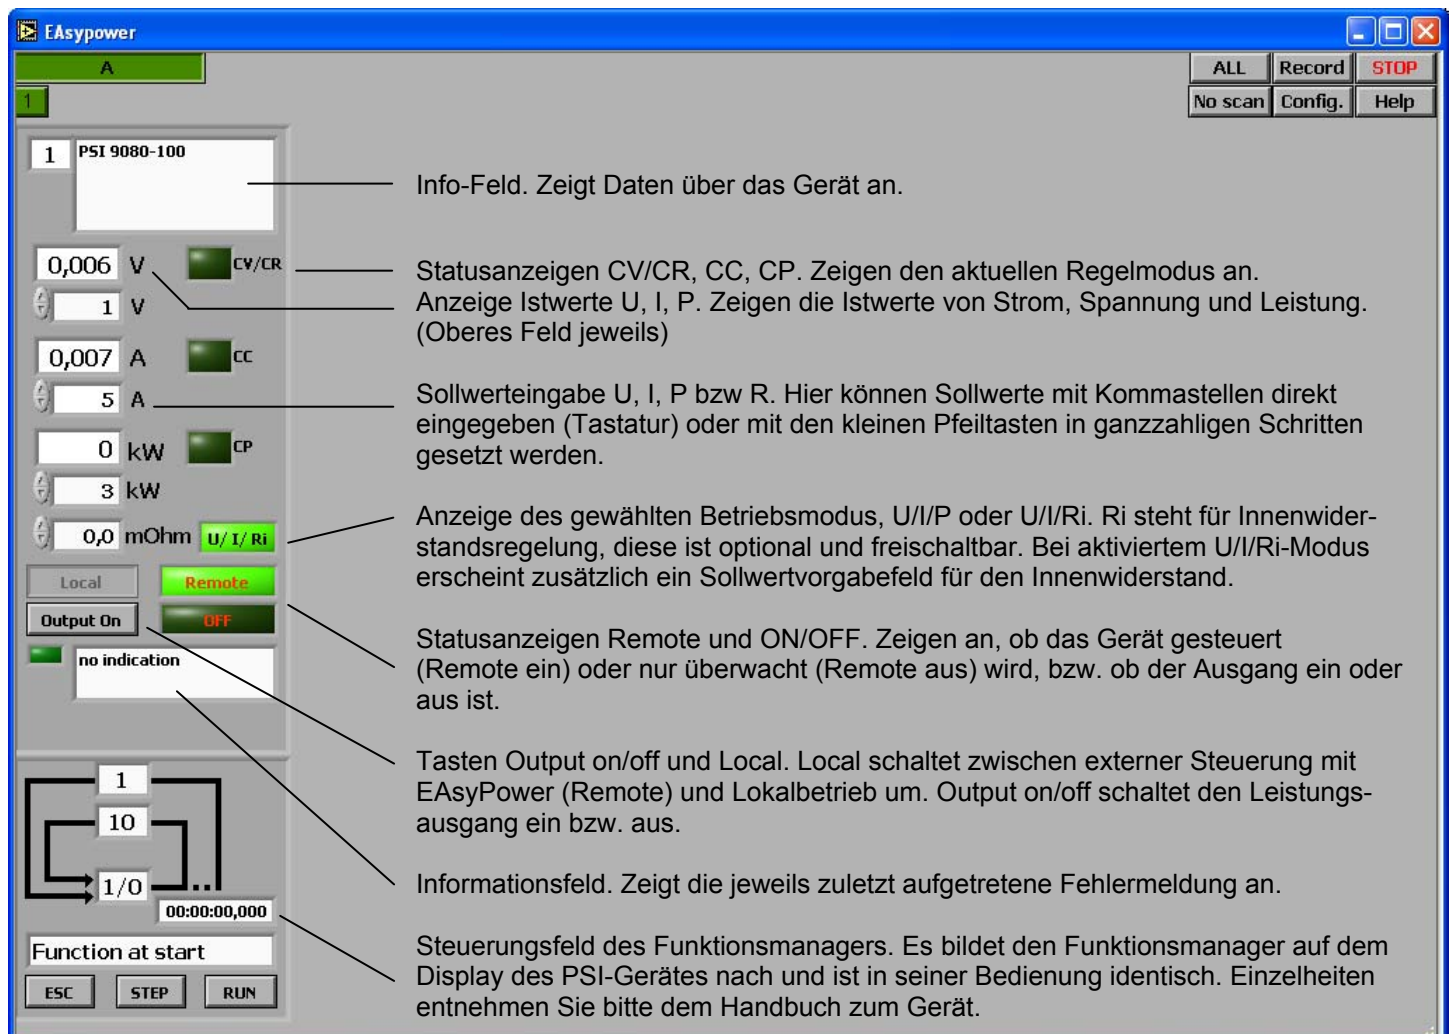 EAsypower
A
ALL Record STOP
1
No scan Config. Help
1 PSI 9080-100
Info-Feld. Zeigt Daten über das Gerät an.
0,006 V CV/CR
1 V
Statusanzeigen CV/CR, CC, CP. Zeigen den aktuellen Regelmodus an.
Anzeige Istwerte U, I, P. Zeigen die Istwerte von Strom, Spannung und Leistung.
(Oberes Feld jeweils)
0,007 A CC
5 A
Sollwerteingabe U, I, P bzw R. Hier können Sollwerte mit Kommastellen direkt
eingegeben (Tastatur) oder mit den kleinen Pfeiltasten in ganzzahligen Schritten
gesetzt werden.
0 kW CP
3 kW
0,0 mOhm U/ I/ Ri
Anzeige des gewählten Betriebsmodus, U/I/P oder U/I/Ri. Ri steht für Innenwider-
standsregelung, diese ist optional und freischaltbar. Bei aktiviertem U/I/Ri-Modus
erscheint zusätzlich ein Sollwertvorgabefeld für den Innenwiderstand.
Local Remote
Output On OFF
Statusanzeigen Remote und ON/OFF. Zeigen an, ob das Gerät gesteuert
(Remote ein) oder nur überwacht (Remote aus) wird, bzw. ob der Ausgang ein oder
aus ist.
no indication
Tasten Output on/off und Local. Local schaltet zwischen externer Steuerung mit
EAsyPower (Remote) und Lokalbetrieb um. Output on/off schaltet den Leistungs-
ausgang ein bzw. aus.
1
10
1/0
00:00:00,000
Informationsfeld. Zeigt die jeweils zuletzt aufgetretene Fehlermeldung an.
Function at start
ESC STEP RUN
Steuerungsfeld des Funktionsmanagers. Es bildet den Funktionsmanager auf dem
Display des PSI-Gerätes nach und ist in seiner Bedienung identisch. Einzelheiten
entnehmen Sie bitte dem Handbuch zum Gerät.